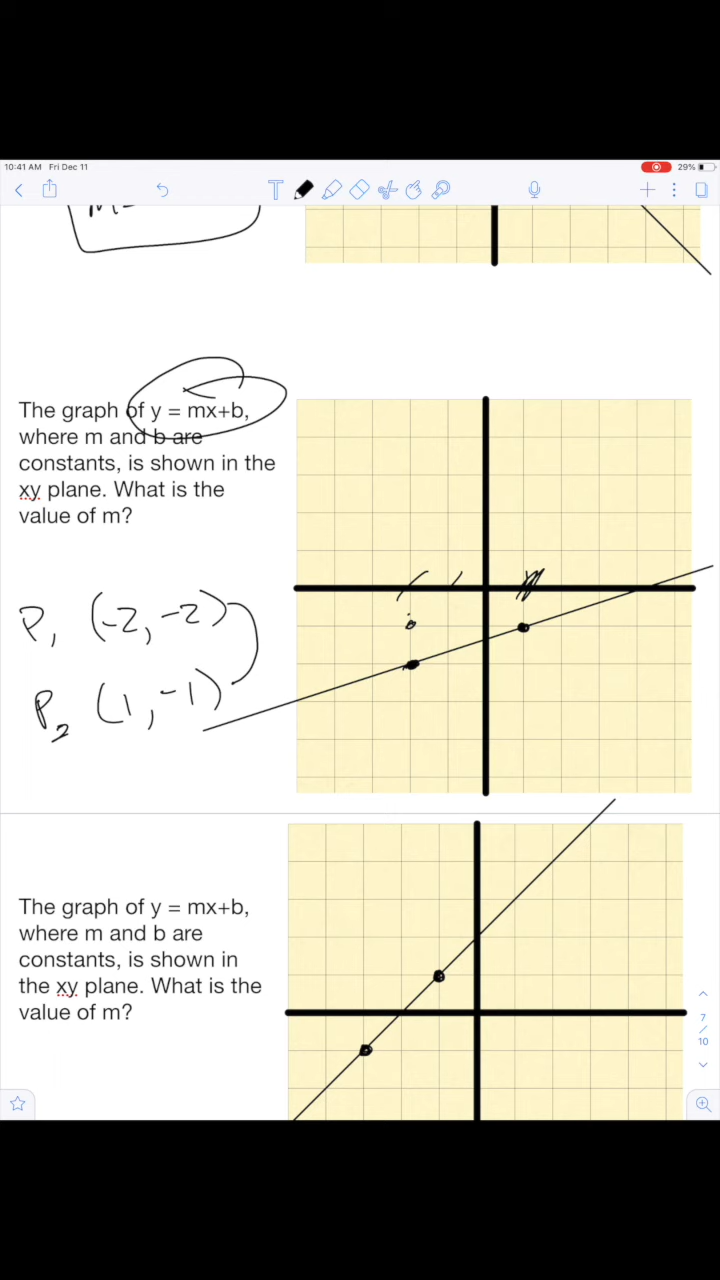 10:41 AM Fri Dec 11
29%
T
M=
The graph of y = mx+b,
where m and b are
constants, is shown in the
xy plane. What is the
value of m?
P1 (-2, -2)
P2 (1, -1)
The graph of y = mx+b,
where m and b are
constants, is shown in
the xy plane. What is the
value of m?
7
/
10